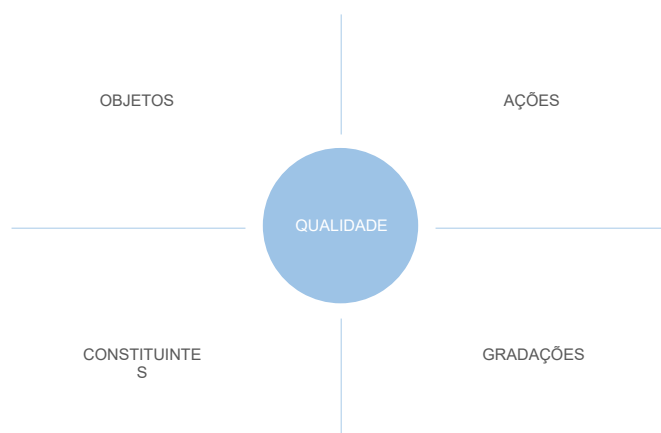 OBJETOS
AÇÕES
QUALIDADE
CONSTITUINTE
S
GRADAÇÕES